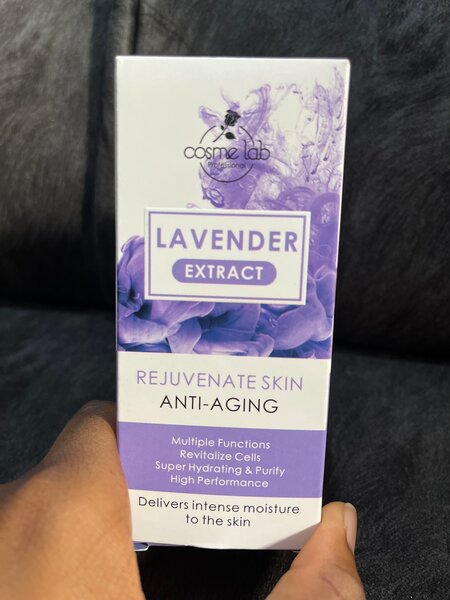 cosme lab
Professional
LAVENDER
EXTRACT
REJUVENATE SKIN
ANTI-AGING
Multiple Functions
Revitalize Cells
Super Hydrating & Purify
High Performance
Delivers intense moisture
to the skin